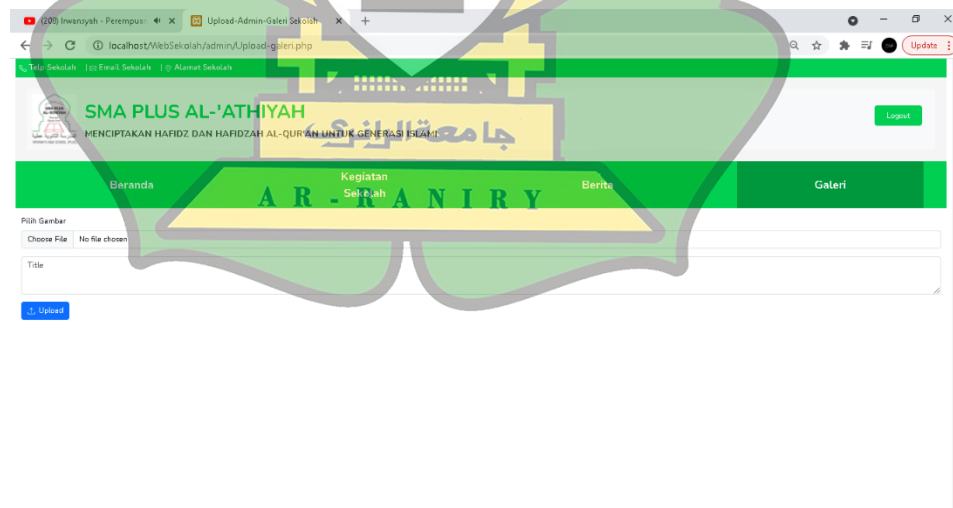 (208) Irwansyah - Perempuan
Upload-Admin-Galeri Sekolah
localhost/WebSekolah/admin/Upload-galeri.php
Update
Telp Sekolah | Email Sekolah | Alamat Sekolah
SMA PLUS AL-'ATHIYAH
MENCIPTAKAN HAFIDZ DAN HAFIDZAH AL-QUR'AN UNTUK GENERASI ISLAMI.
Logout
جامعة الرانري
Beranda
Kegiatan
Sekolah
Berita
Galeri
AR-RANIRY
Pilih Gambar
Choose File No file chosen
Title
Upload